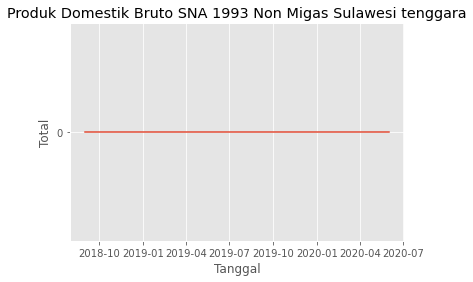 Produk Domestik Bruto SNA 1993 Non Migas Sulawesi tenggara
Total
0
2018-10 2019-01 2019-04 2019-07 2019-10 2020-01 2020-04 2020-07
Tanggal